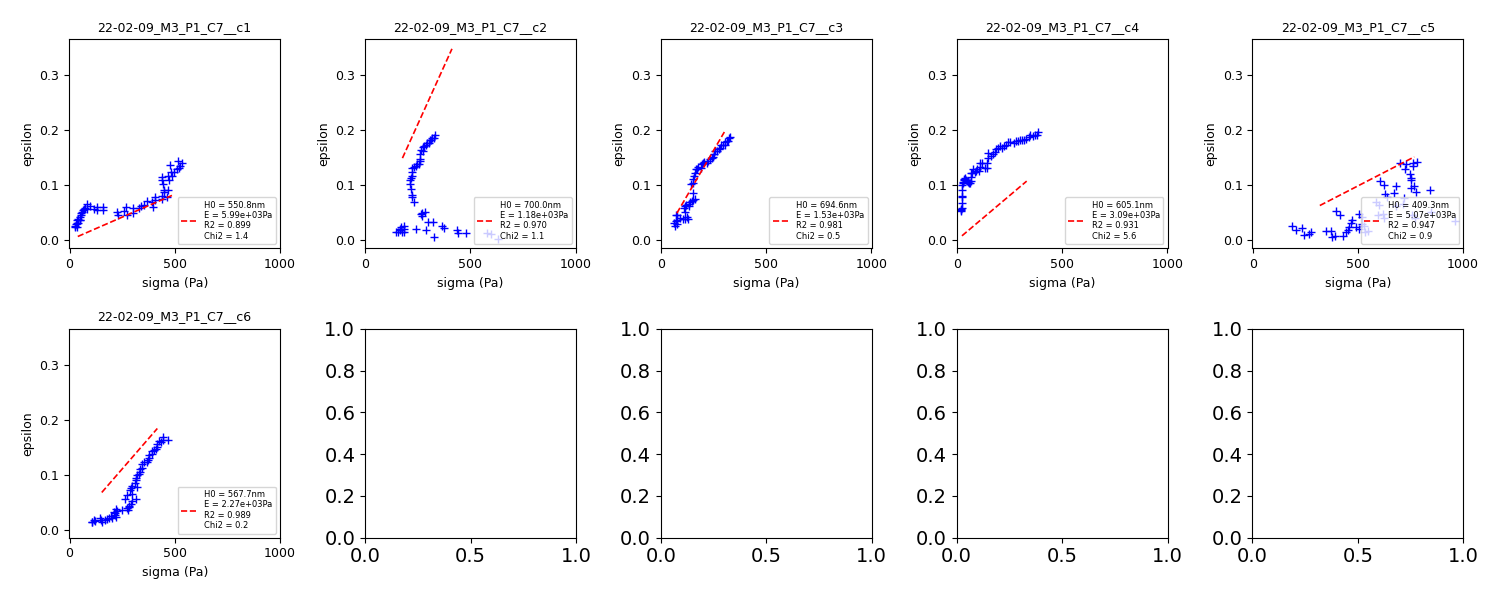 22-02-09_M3_P1_C7__c1
epsilon
0.3
0.2
0.1
0.0
0
500
1000
sigma (Pa)
H0 = 550.8nm
E = 5.99e+03Pa
R2 = 0.899
Chi2 = 1.4
22-02-09_M3_P1_C7__c2
epsilon
0.3
0.2
0.1
0.0
0
500
1000
sigma (Pa)
H0 = 700.0nm
E = 1.18e+03Pa
R2 = 0.970
Chi2 = 1.1
22-02-09_M3_P1_C7__c3
epsilon
0.3
0.2
0.1
0.0
0
500
1000
sigma (Pa)
H0 = 694.6nm
E = 1.53e+03Pa
R2 = 0.981
Chi2 = 0.5
22-02-09_M3_P1_C7__c4
epsilon
0.3
0.2
0.1
0.0
0
500
1000
sigma (Pa)
H0 = 605.1nm
E = 3.09e+03Pa
R2 = 0.931
Chi2 = 5.6
22-02-09_M3_P1_C7__c5
epsilon
0.3
0.2
0.1
0.0
0
500
1000
sigma (Pa)
H0 = 409.3nm
E = 5.07e+03Pa
R2 = 0.947
Chi2 = 0.9
22-02-09_M3_P1_C7__c6
epsilon
0.3
0.2
0.1
0.0
0
500
1000
sigma (Pa)
H0 = 567.7nm
E = 2.27e+03Pa
R2 = 0.989
Chi2 = 0.2
1.0
0.8
0.6
0.4
0.2
0.0
0.0
0.5
1.0
1.0
0.8
0.6
0.4
0.2
0.0
0.0
0.5
1.0
1.0
0.8
0.6
0.4
0.2
0.0
0.0
0.5
1.0
1.0
0.8
0.6
0.4
0.2
0.0
0.0
0.5
1.0